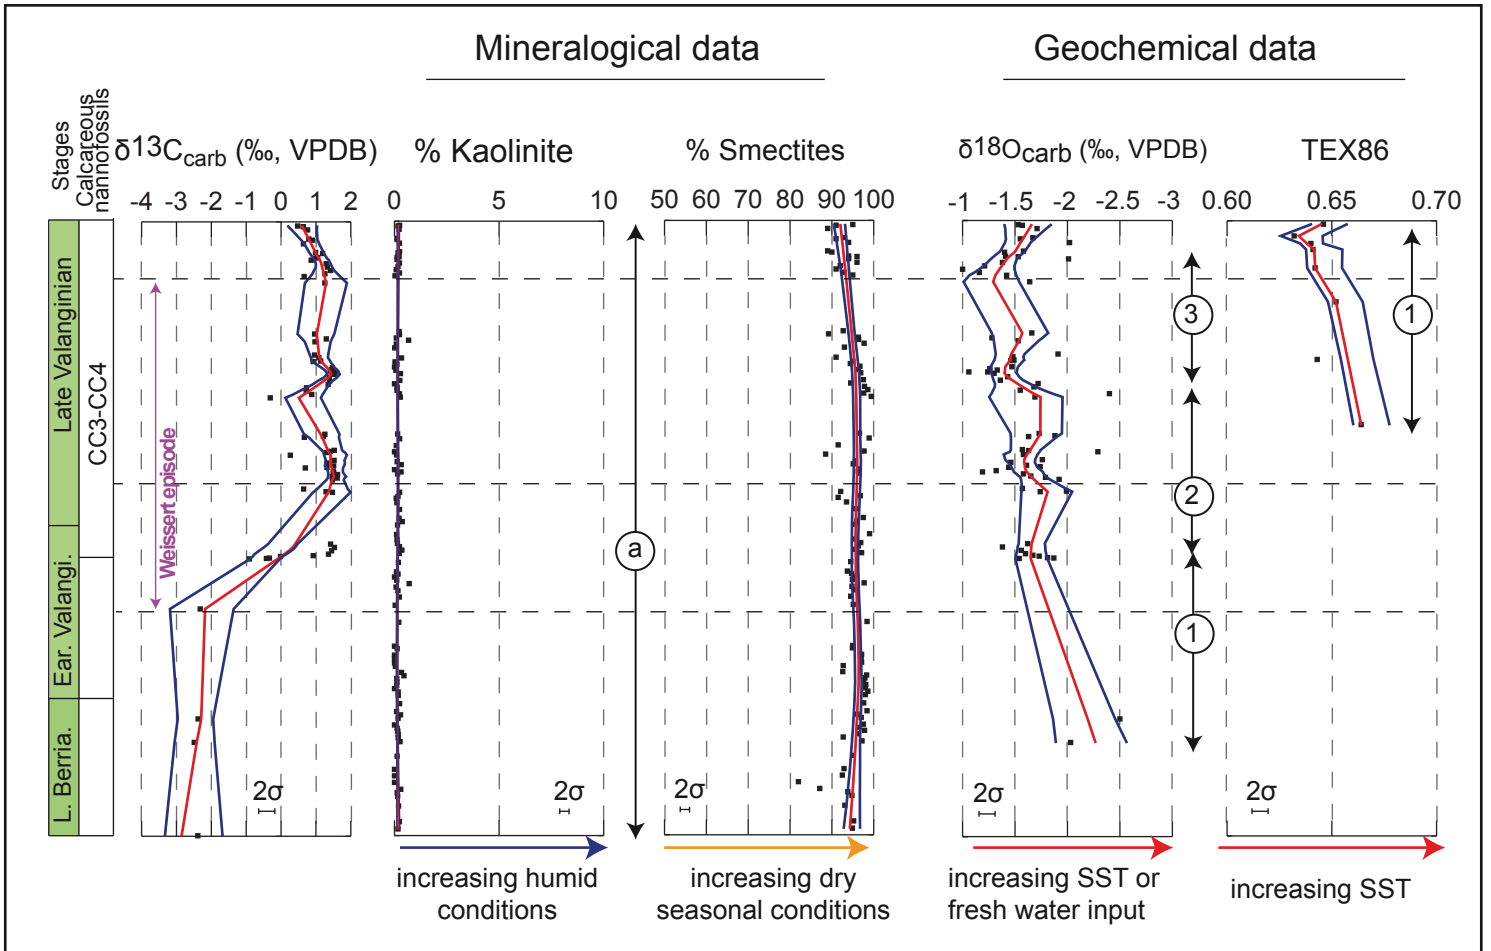 Mineralogical data
Geochemical data
Stages
Calcareous
nannofossils
δ13Ccarb (‰, VPDB)
% Kaolinite
% Smectites
δ18Ocarb (‰, VPDB)
TEX86
-4 -3 -2 -1 0 1 2
0 5 10
50 60 70 80 90 100
-1 -1.5 -2 -2.5 -3
0.60 0.65 0.70
Late Valanginian
Ear. Valangi.
L. Berria.
CC3-CC4
Weissert episode
a
3
2
1
1
2σ
2σ
2σ
2σ
2σ
increasing humid
conditions
increasing dry
seasonal conditions
increasing SST or
fresh water input
increasing SST